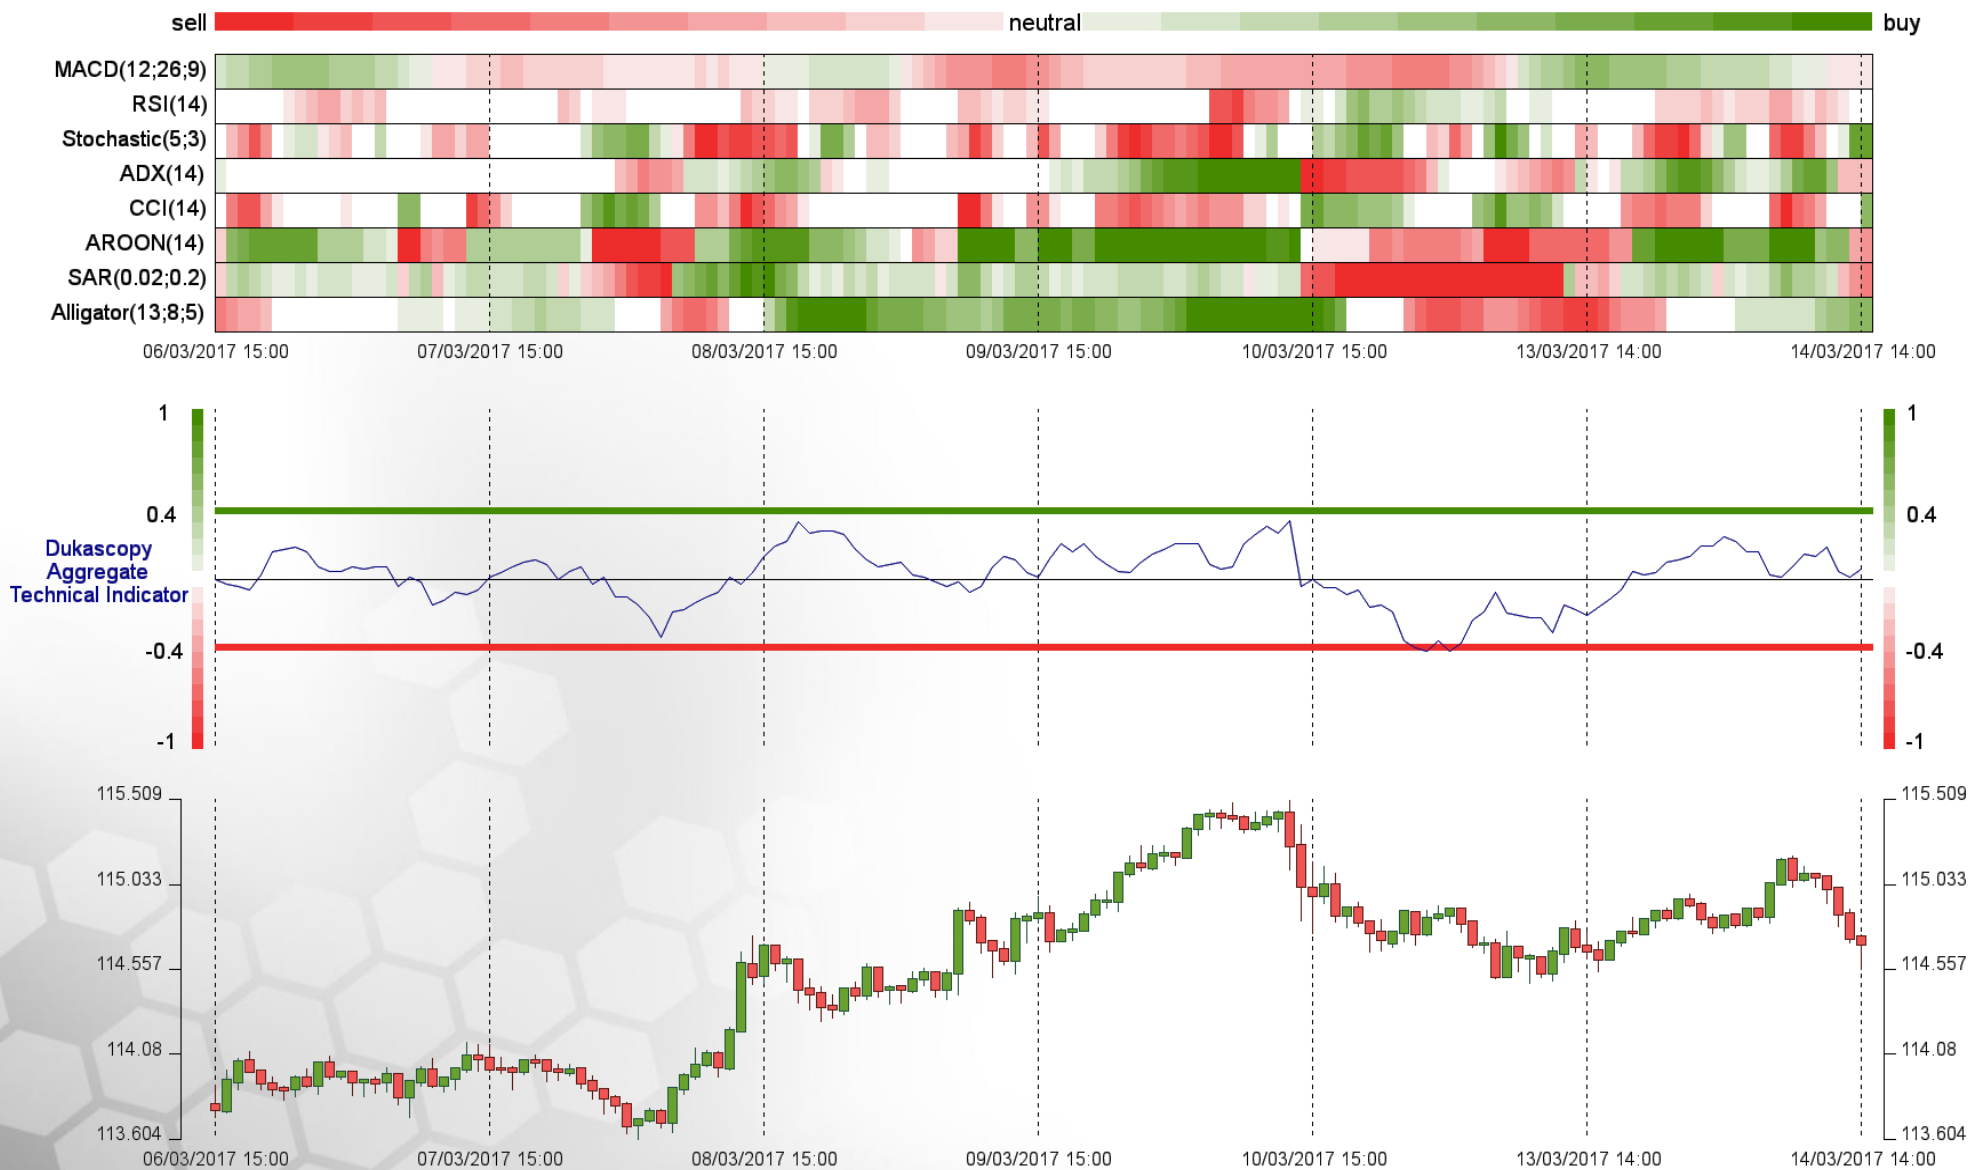 sell neutral buy
MACD(12;26;9)
RSI(14)
Stochastic(5;3)
ADX(14)
CCI(14)
AROON(14)
SAR(0.02;0.2)
Alligator(13;8;5)
06/03/2017 15:00 07/03/2017 15:00 08/03/2017 15:00 09/03/2017 15:00 10/03/2017 15:00 13/03/2017 14:00 14/03/2017 14:00
1 1
0.4 0.4
Dukascopy
Aggregate
Technical Indicator
-0.4 -0.4
-1 -1
115.509 115.509
115.033 115.033
114.557 114.557
114.08 114.08
113.604 113.604
06/03/2017 15:00 07/03/2017 15:00 08/03/2017 15:00 09/03/2017 15:00 10/03/2017 15:00 13/03/2017 14:00 14/03/2017 14:00